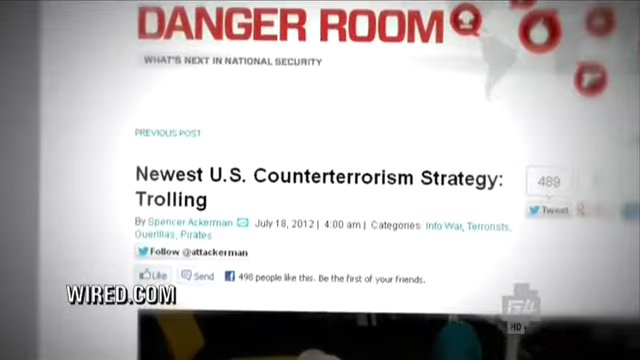 DANGER ROOM
WHAT'S NEXT IN NATIONAL SECURITY
PREVIOUS POST
Newest U.S. Counterterrorism Strategy:
Trolling
489
By Spencer Ackerman July 18, 2012 | 4:00 am | Categories: Info War, Terrorists,
Guerillas, Pirates
Tweet
Follow @attackerman
Like Send 498 people like this. Be the first of your friends.
WIRED.COM
HD